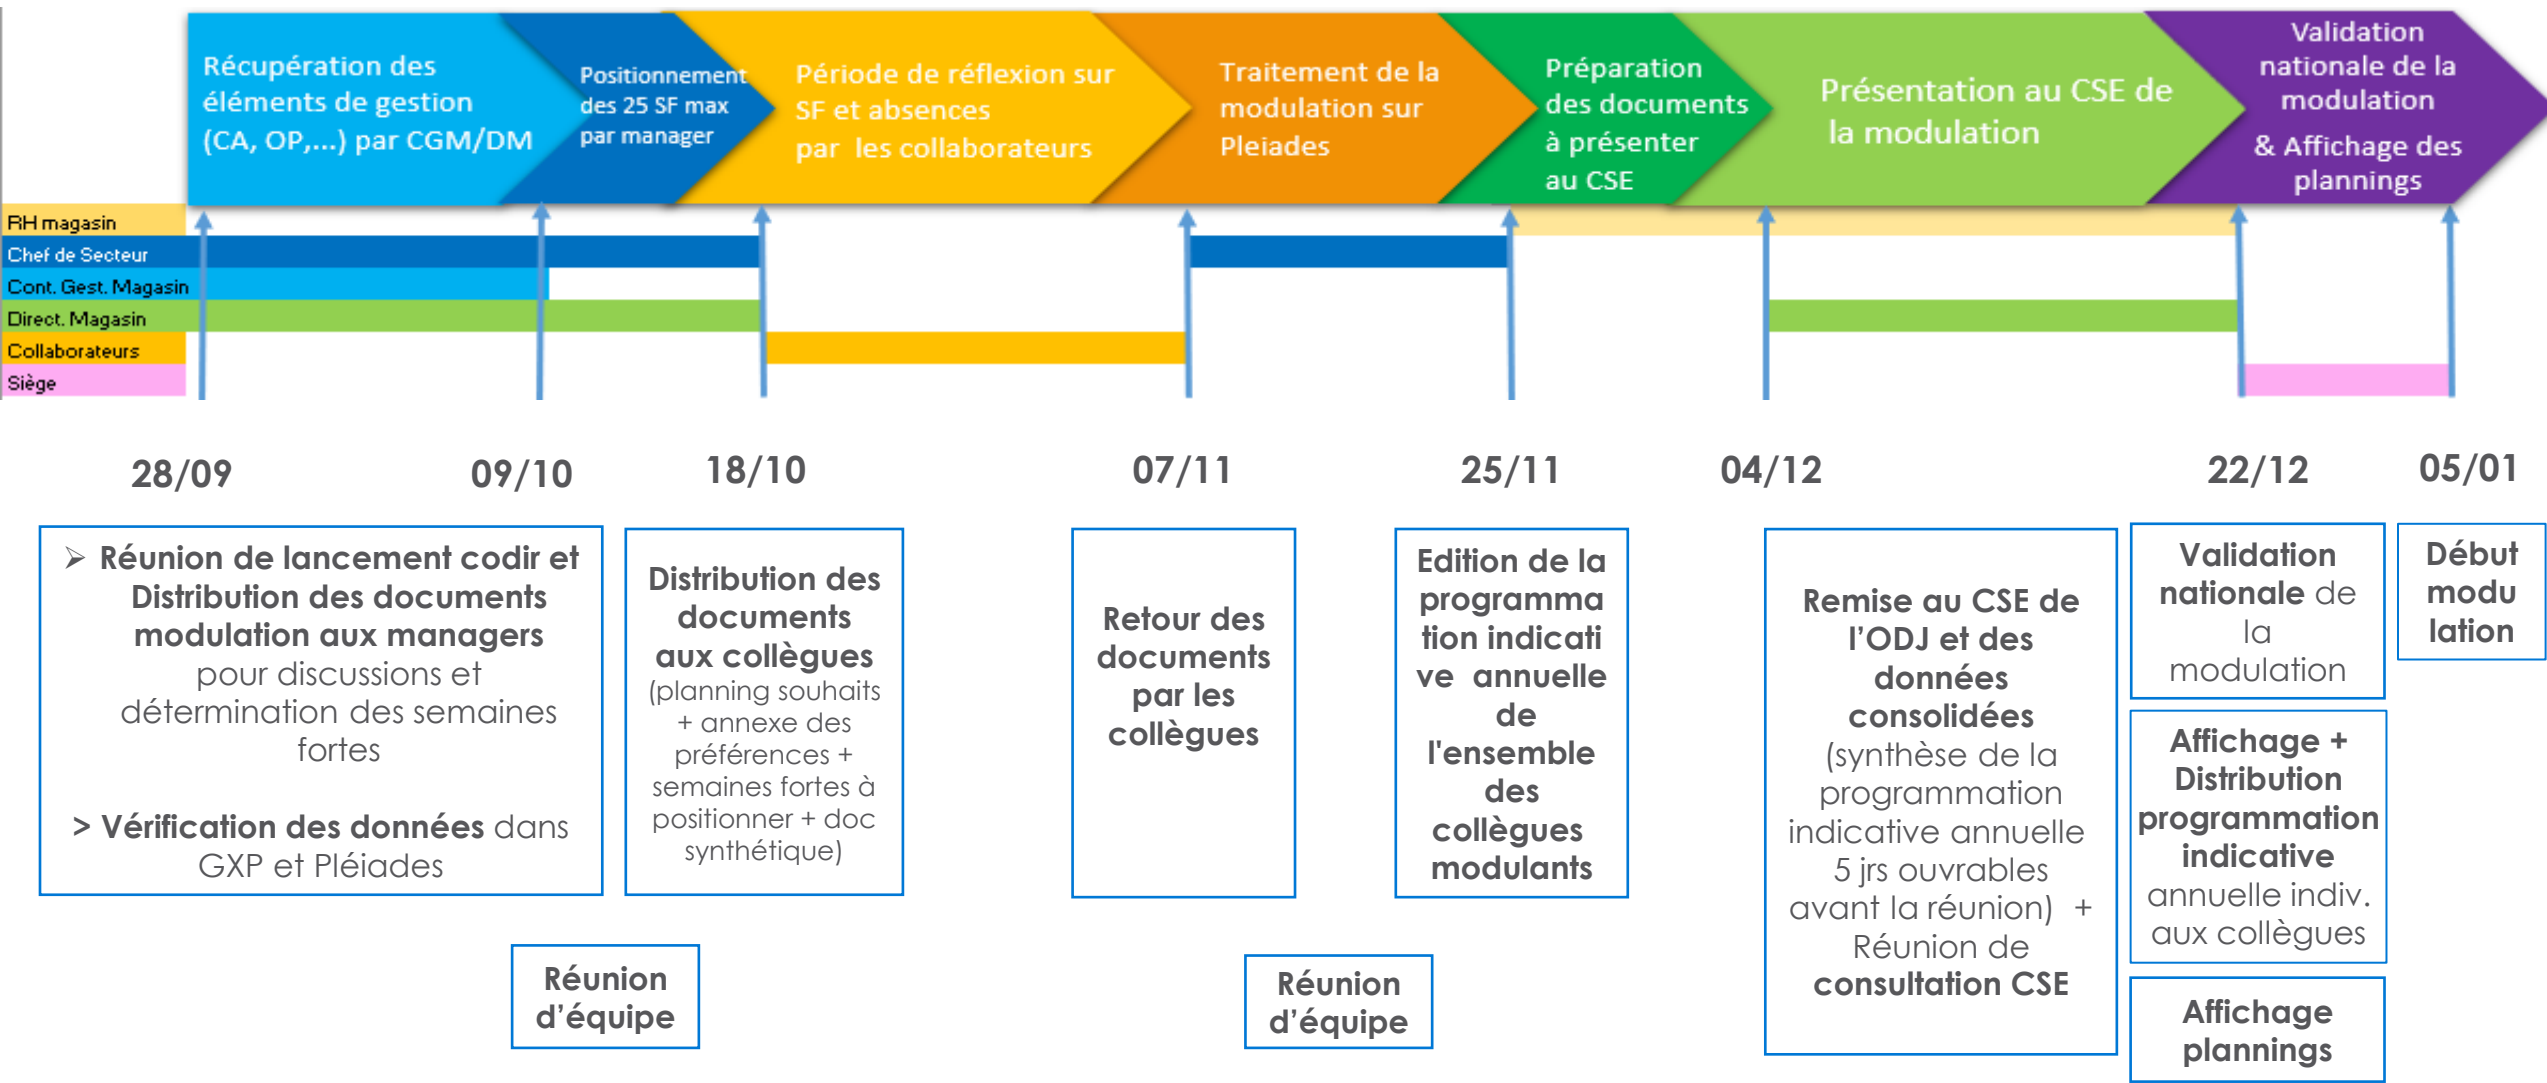 Récupération des
éléments de gestion
(CA, OP,...) par CGM/DM
Positionnement
des 25 SF max
par manager
Période de réflexion sur
SF et absences
par les collaborateurs
Traitement de la
modulation sur
Pleiades
Préparation
des documents
à présenter
au CSE
Présentation au CSE de
la modulation
Validation
nationale de la
modulation
& Affichage des
plannings
RH magasin
Chef de Secteur
Cont. Gest. Magasin
Direct. Magasin
Collaborateurs
Siège
28/09
09/10
18/10
07/11
25/11
04/12
22/12
05/01
➢ Réunion de lancement codir et
Distribution des documents
modulation aux managers
pour discussions et
détermination des semaines
fortes
> Vérification des données dans
GXP et Pléiades
Distribution des
documents
aux collègues
(planning souhaits
+ annexe des
préférences +
semaines fortes à
positionner + doc
synthétique)
Retour des
documents
par les
collègues
Edition de la
programma
tion indicati
ve annuelle
de
l'ensemble
des
collègues
modulants
Remise au CSE de
l’ODJ et des
données
consolidées
(synthèse de la
programmation
indicative annuelle
5 jrs ouvrables
avant la réunion) +
Réunion de
consultation CSE
Validation
nationale de
la
modulation
Début
modu
lation
Affichage +
Distribution
programmation
indicative
annuelle indiv.
aux collègues
Réunion
d’équipe
Réunion
d’équipe
Affichage
plannings